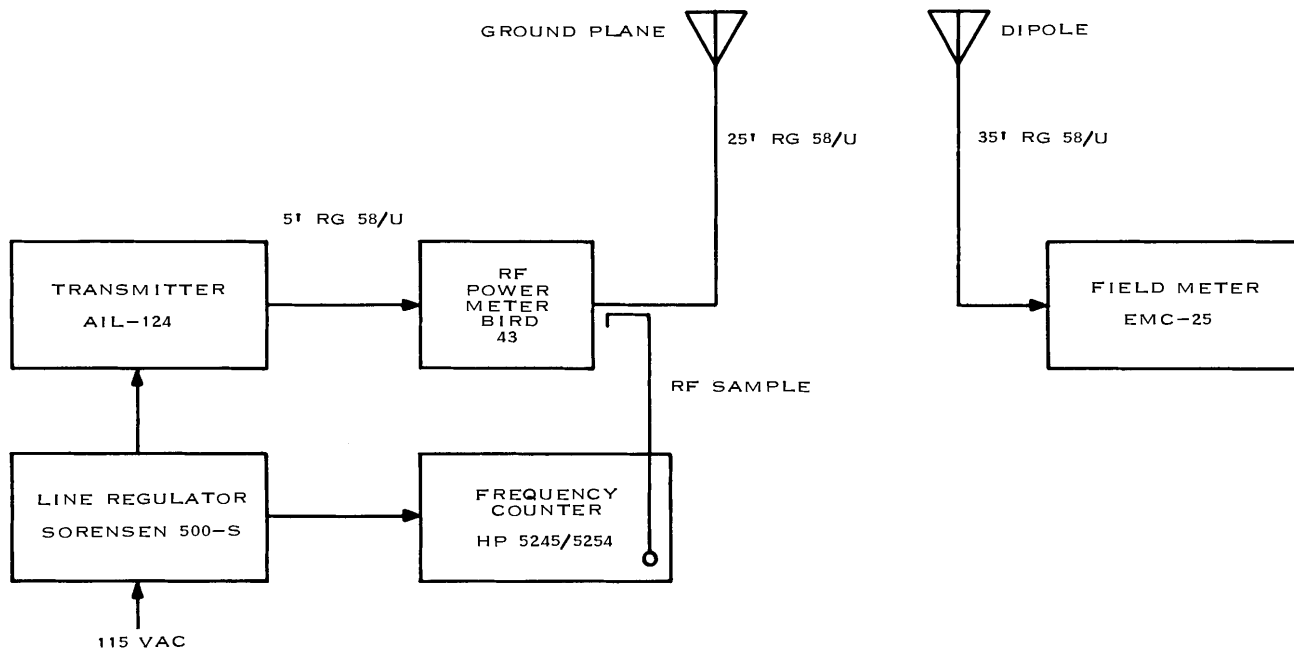 GROUND PLANE
DIPOLE
25' RG 58/U
35' RG 58/U
5' RG 58/U
TRANSMITTER
AIL-124
RF
POWER
METER
BIRD
43
FIELD METER
EMC-25
RF SAMPLE
LINE REGULATOR
SORENSEN 500-S
FREQUENCY
COUNTER
HP 5245/5254
115 VAC